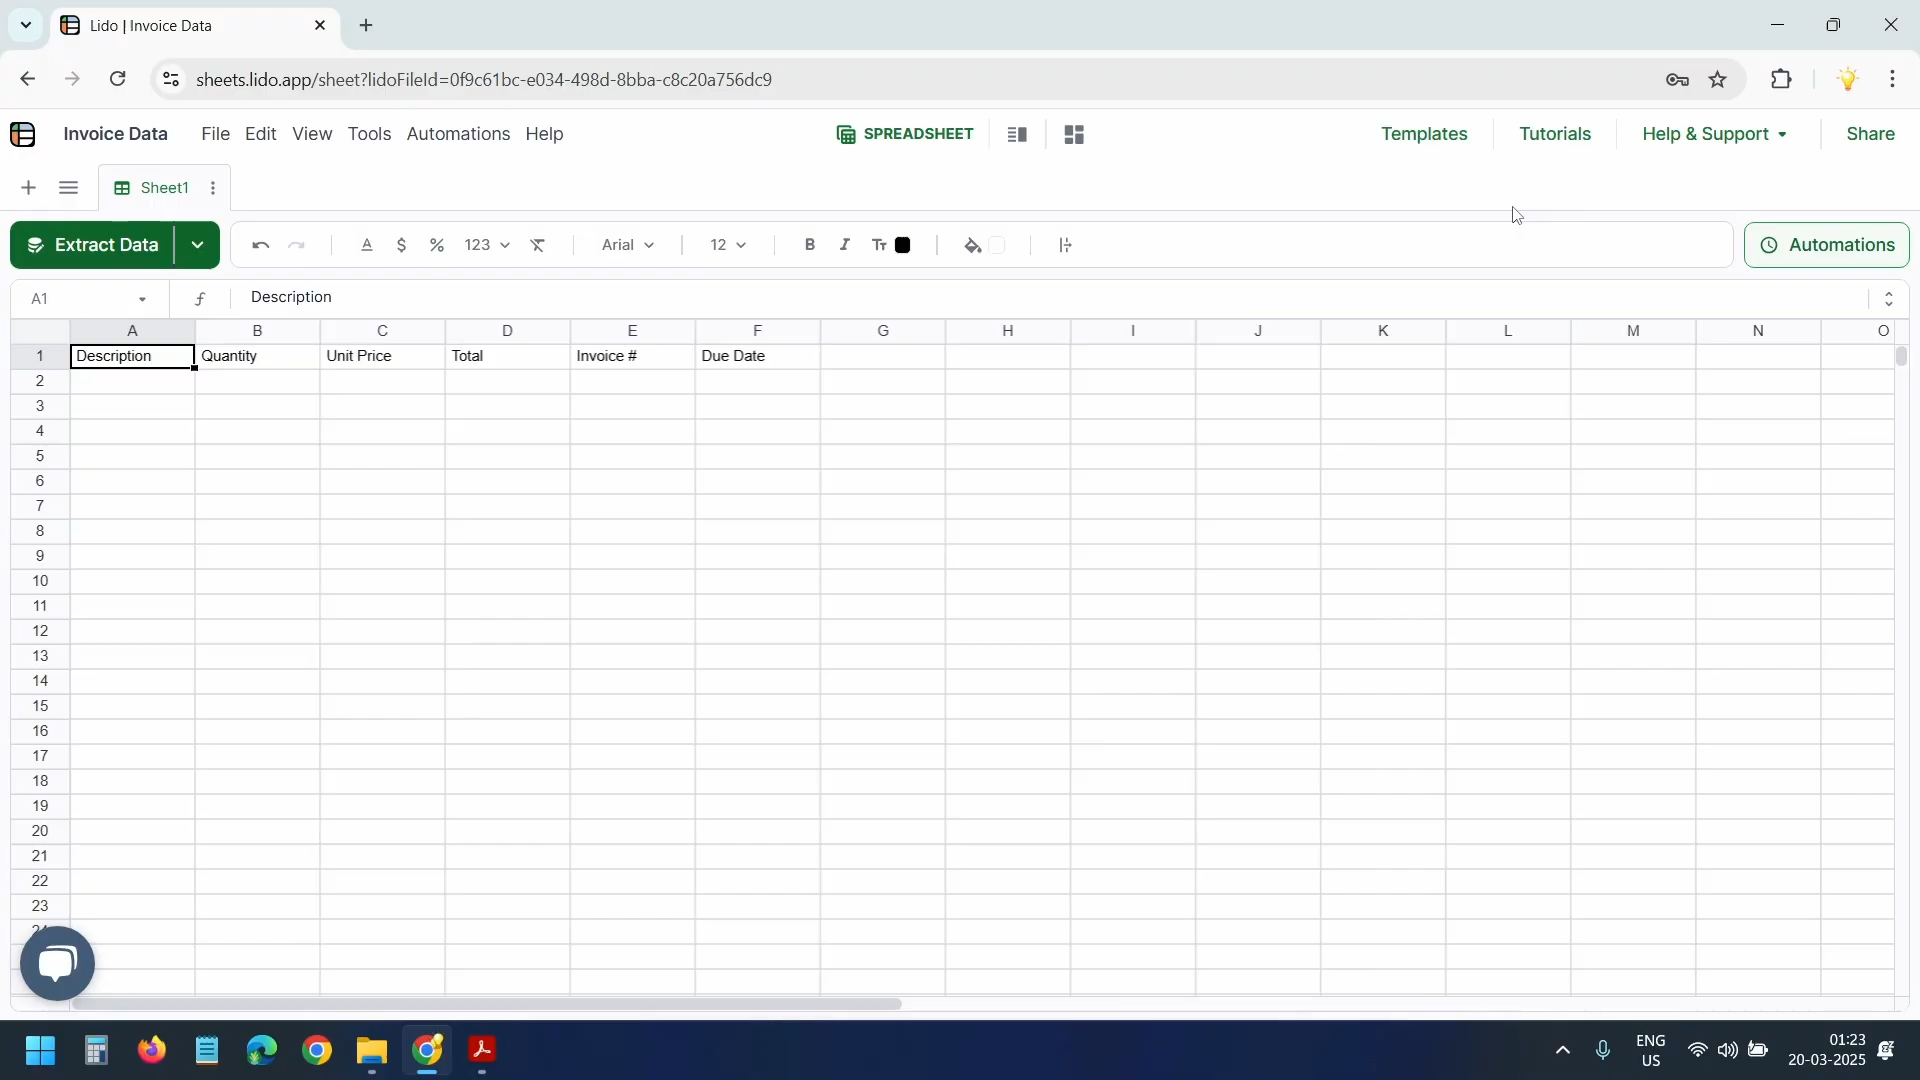 Lido | Invoice Data
sheets.lido.app/sheet?lidoFileId=0f9c61bc-e034-498d-8bba-c8c20a756dc9
Invoice Data File Edit View Tools Automations Help SPREADSHEET Templates Tutorials Help & Support Share
Sheet1
Extract Data $ % 123 Arial 12 B I Tr Automations
A1 f Description
A B C D E F G H I J K L M N O
1 Description Quantity Unit Price Total Invoice # Due Date
2
3
4
5
6
7
8
9
10
11
12
13
14
15
16
17
18
19
20
21
22
23
ENG 01:23
US 20-03-2025